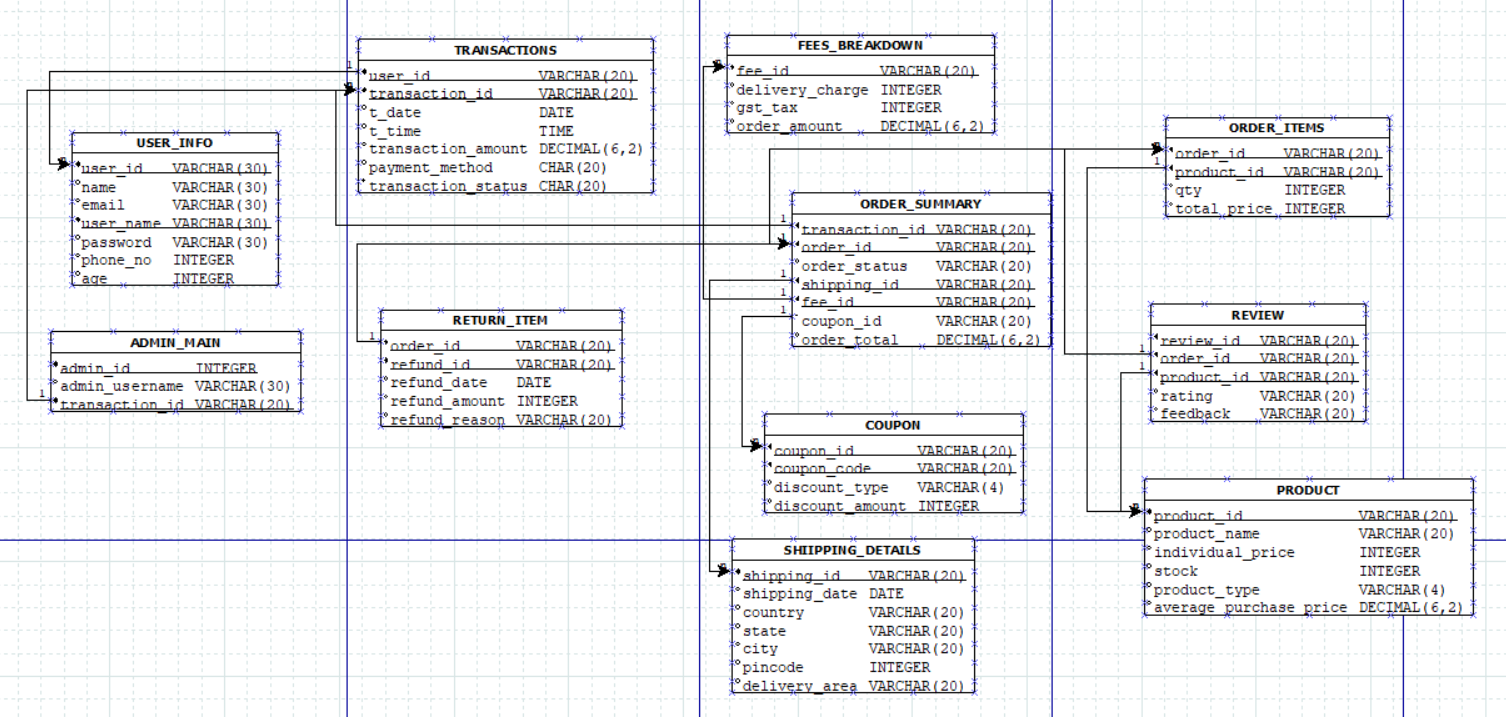 TRANSACTIONS
1
user_id VARCHAR(20)
transaction_id VARCHAR(20)
t_date DATE
t_time TIME
transaction_amount DECIMAL(6,2)
payment_method CHAR(20)
transaction_status CHAR(20)
USER_INFO
user_id VARCHAR(30)
name VARCHAR(30)
email VARCHAR(30)
user_name VARCHAR(30)
password VARCHAR(30)
phone_no INTEGER
age INTEGER
ADMIN_MAIN
admin_id INTEGER
admin_username VARCHAR(30)
1
transaction_id VARCHAR(20)
RETURN_ITEM
1
order_id VARCHAR(20)
refund_id VARCHAR(20)
refund_date DATE
refund_amount INTEGER
refund_reason VARCHAR(20)
FEES_BREAKDOWN
fee_id VARCHAR(20)
delivery_charge INTEGER
gst_tax INTEGER
order_amount DECIMAL(6,2)
ORDER_SUMMARY
1
transaction_id VARCHAR(20)
1
order_id VARCHAR(20)
order_status VARCHAR(20)
1
shipping_id VARCHAR(20)
1
fee_id VARCHAR(20)
1
coupon_id VARCHAR(20)
order_total DECIMAL(6,2)
COUPON
coupon_id VARCHAR(20)
coupon_code VARCHAR(20)
discount_type VARCHAR(4)
discount_amount INTEGER
SHIIPPING_DETAILS
shipping_id VARCHAR(20)
shipping_date DATE
country VARCHAR(20)
state VARCHAR(20)
city VARCHAR(20)
pincode INTEGER
delivery_area VARCHAR(20)
ORDER_ITEMS
order_id VARCHAR(20)
1
product_id VARCHAR(20)
qty INTEGER
total_price INTEGER
REVIEW
review_id VARCHAR(20)
1
order_id VARCHAR(20)
1
product_id VARCHAR(20)
rating VARCHAR(20)
feedback VARCHAR(20)
PRODUCT
product_id VARCHAR(20)
product_name VARCHAR(20)
individual_price INTEGER
stock INTEGER
product_type VARCHAR(4)
average_purchase_price DECIMAL(6,2)